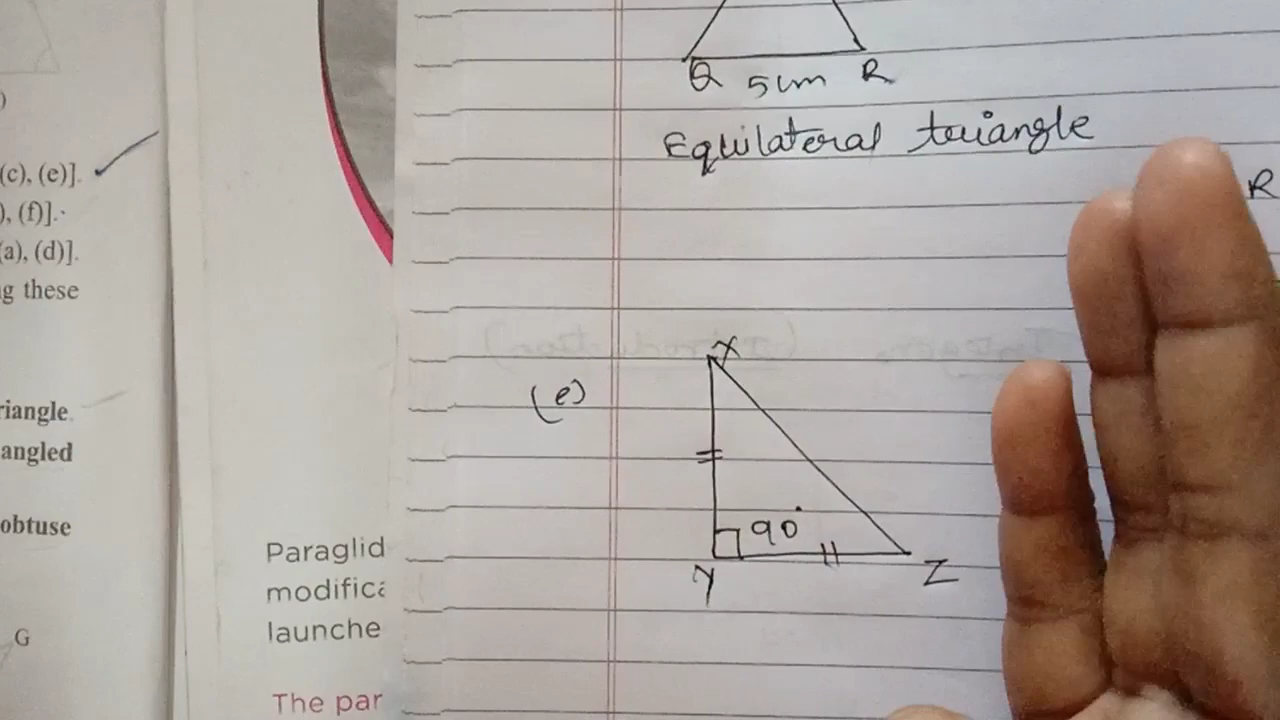 )
(c), (e)].
), (f)].
(a), (d)].
g these
riangle
angled
obtuse
G
Paraglid
modifica
launche
The par
Q 5cm R
Equilateral triangle
R
(e)
X
90°
Y
Z